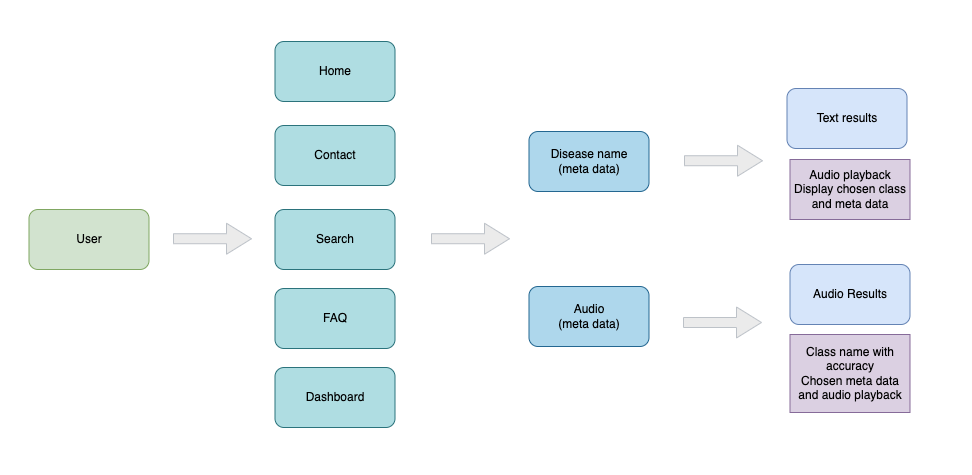 User
Home
Contact
Search
FAQ
Dashboard
Disease name
(meta data)
Audio
(meta data)
Text results
Audio playback
Display chosen class
and meta data
Audio Results
Class name with
accuracy
Chosen meta data
and audio playback